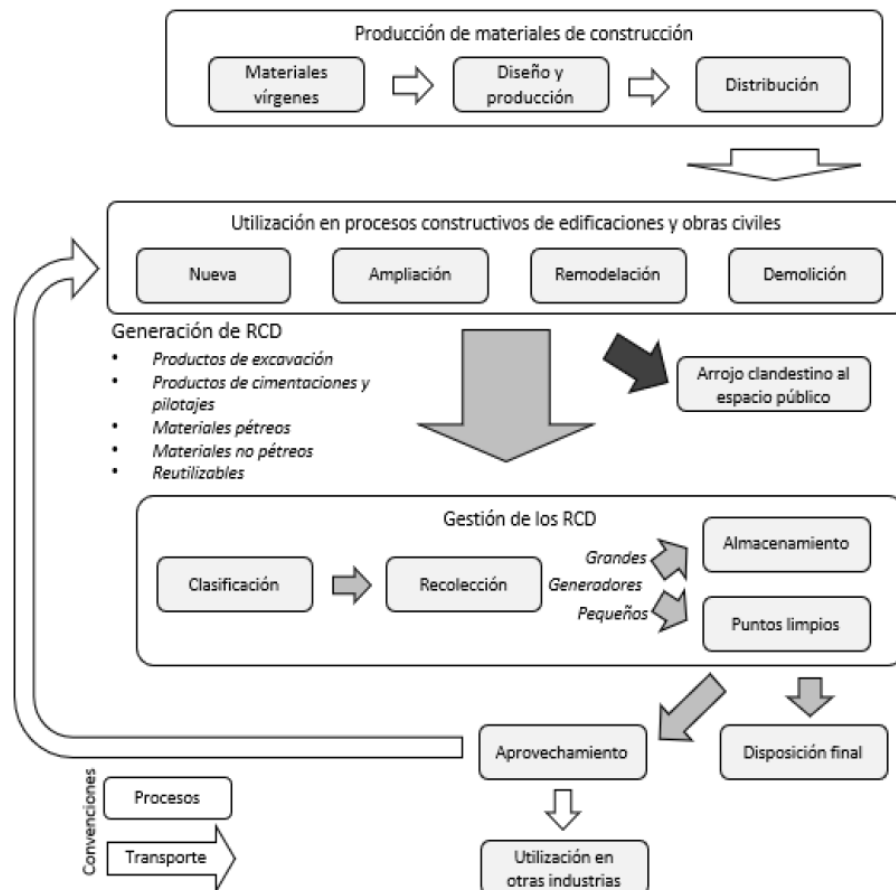 Producción de materiales de construcción
Materiales
vírgenes
Diseño y
producción
Distribución
Utilización en procesos constructivos de edificaciones y obras civiles
Nueva
Ampliación
Remodelación
Demolición
Generación de RCD
• Productos de excavación
• Productos de cimentaciones y
pilotajes
• Materiales pétreos
• Materiales no pétreos
• Reutilizables
Arrojo clandestino al
espacio público
Gestión de los RCD
Clasificación
Recolección
Grandes
Generadores
Pequeños
Almacenamiento
Puntos limpios
Aprovechamiento
Disposición final
Convenciones
Procesos
Transporte
Utilización en
otras industrias